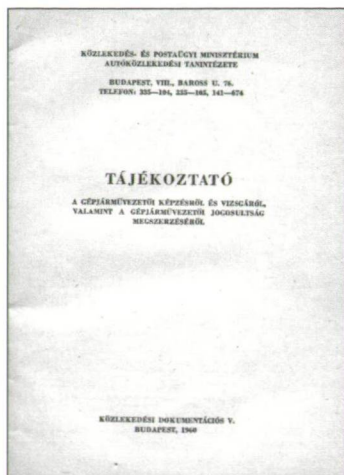 KÖZLEKEDÉS- ÉS POSTAÜGYI MINISZTÉRIUM
AUTÓKÖZLEKEDÉSI TANINTÉZETE
BUDAPEST, VIII., BAROSS U. 76.
TELEFON: 335—104, 335—105, 141—674
TÁJÉKOZTATÓ
A GÉPJÁRMŰVEZETŐI KÉPZÉSRŐL ÉS VIZSGÁRÓL,
VALAMINT A GÉPJÁRMŰVEZETŐI JOGOSULTSÁG
MEGSZERZÉSÉRŐL
KÖZLEKEDÉSI DOKUMENTÁCIÓS V.
BUDAPEST, 1960